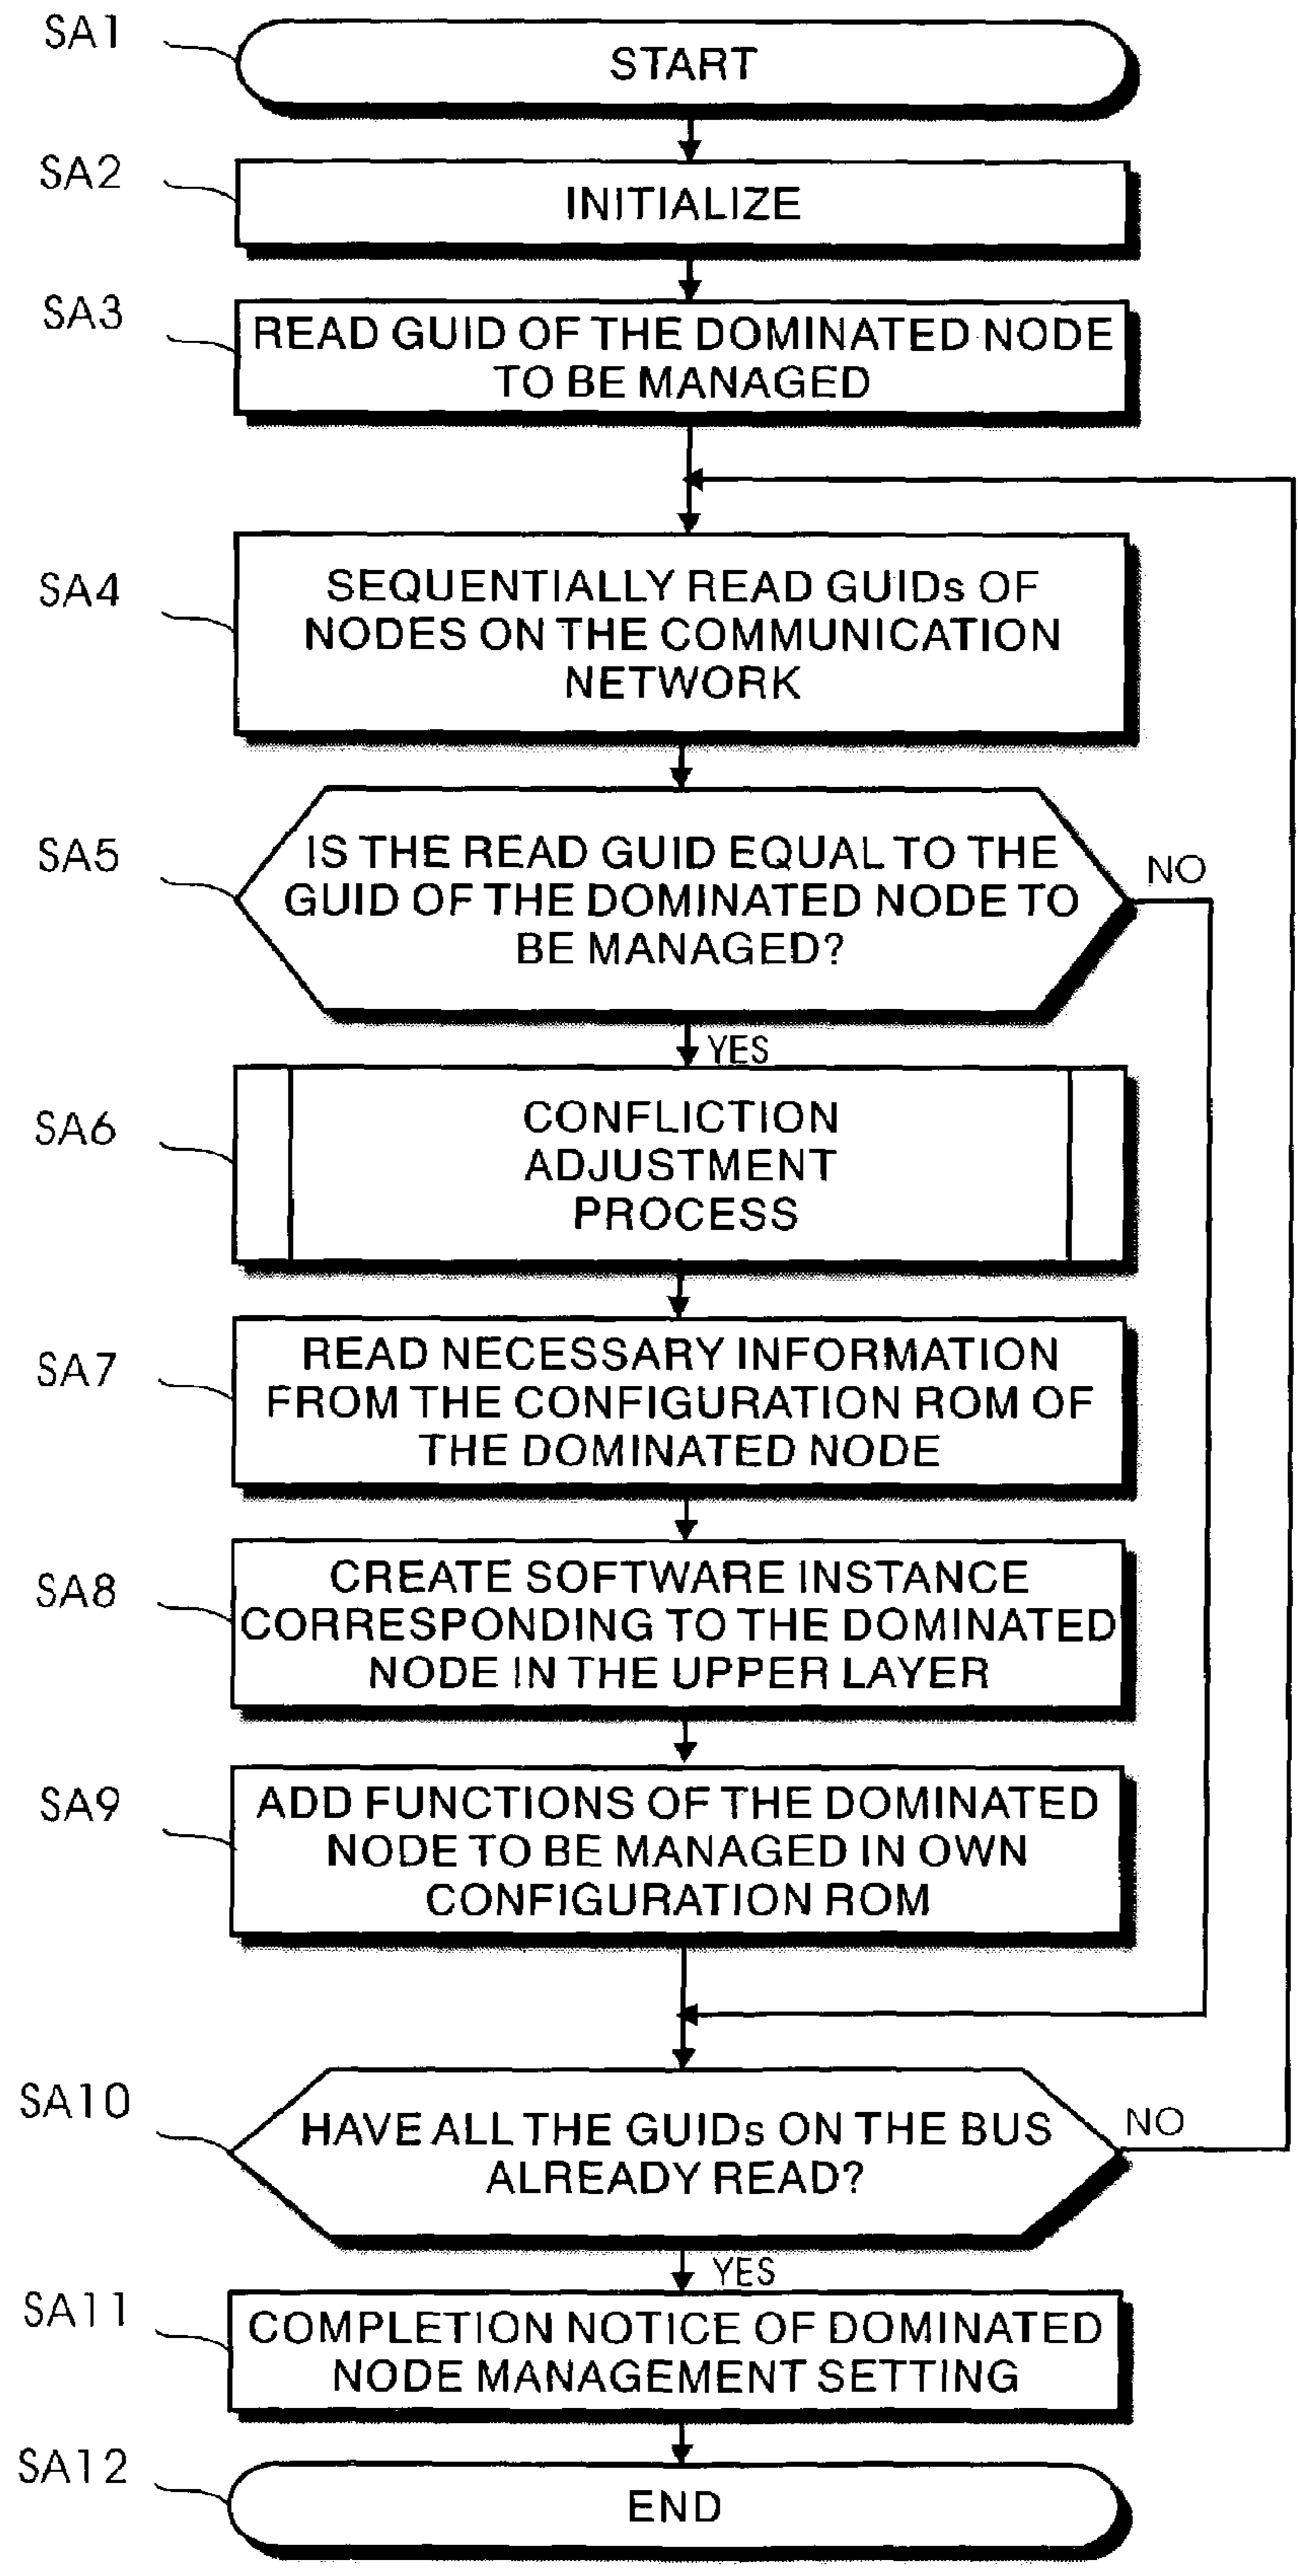 SA1
START
SA2
INITIALIZE
SA3
READ GUID OF THE DOMINATED NODE
TO BE MANAGED
SA4
SEQUENTIALLY READ GUIDs OF
NODES ON THE COMMUNICATION
NETWORK
SA5
IS THE READ GUID EQUAL TO THE
GUID OF THE DOMINATED NODE TO
BE MANAGED?
NO
YES
SA6
CONFLICTION
ADJUSTMENT
PROCESS
SA7
READ NECESSARY INFORMATION
FROM THE CONFIGURATION ROM OF
THE DOMINATED NODE
SA8
CREATE SOFTWARE INSTANCE
CORRESPONDING TO THE DOMINATED
NODE IN THE UPPER LAYER
SA9
ADD FUNCTIONS OF THE DOMINATED
NODE TO BE MANAGED IN OWN
CONFIGURATION ROM
SA10
HAVE ALL THE GUIDs ON THE BUS
ALREADY READ?
NO
YES
SA11
COMPLETION NOTICE OF DOMINATED
NODE MANAGEMENT SETTING
SA12
END